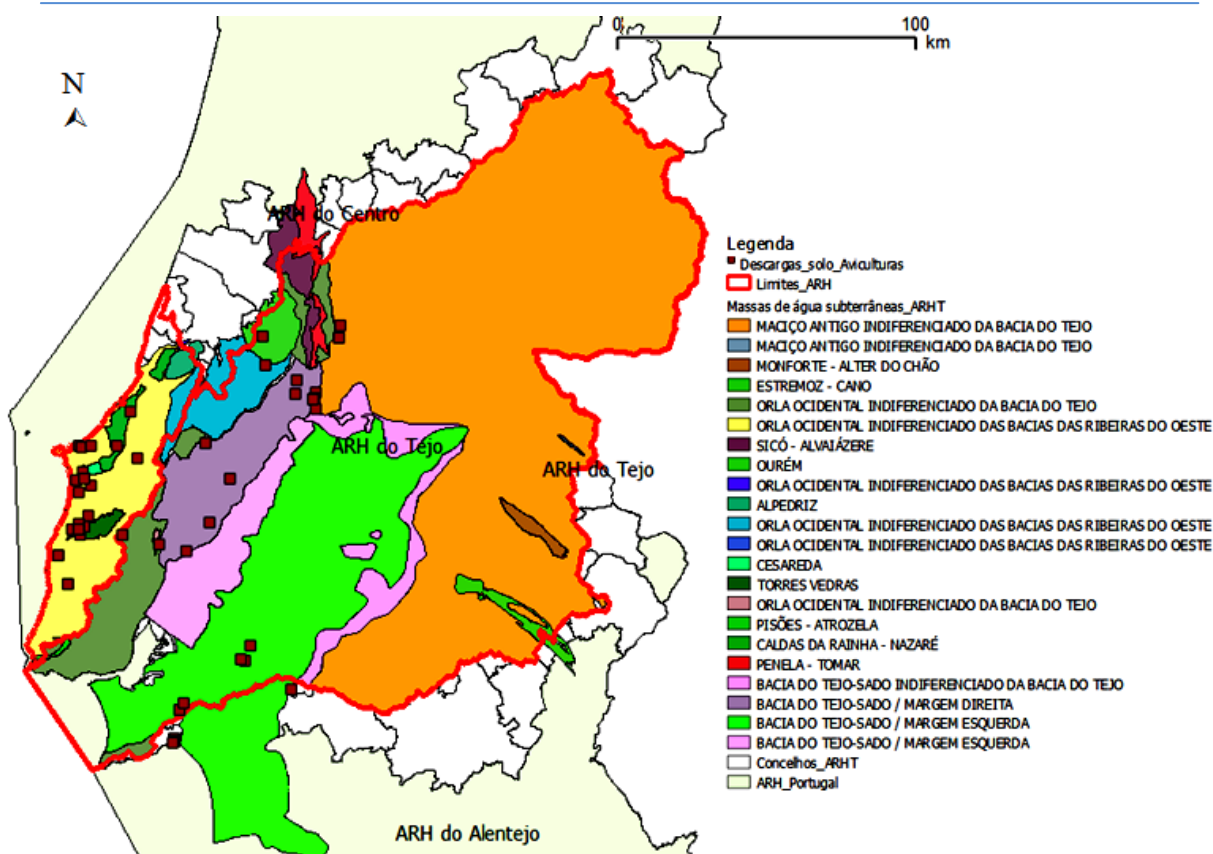 0 100
km
N
ARH do Centro
ARH do Tejo
ARH do Tejo
ARH do Alentejo
Legenda
Descargas_solo_Aviculturas
Limites_ARH
Massas de água subterrâneas_ARHT
MACIÇO ANTIGO INDIFERENCIADO DA BACIA DO TEJO
MACIÇO ANTIGO INDIFERENCIADO DA BACIA DO TEJO
MONFORTE - ALTER DO CHÃO
ESTREMOZ - CANO
ORLA OCIDENTAL INDIFERENCIADO DA BACIA DO TEJO
ORLA OCIDENTAL INDIFERENCIADO DAS BACIAS DAS RIBEIRAS DO OESTE
SICÓ - ALVAIÁZERE
OURÉM
ORLA OCIDENTAL INDIFERENCIADO DAS BACIAS DAS RIBEIRAS DO OESTE
ALPEDRIZ
ORLA OCIDENTAL INDIFERENCIADO DAS BACIAS DAS RIBEIRAS DO OESTE
ORLA OCIDENTAL INDIFERENCIADO DAS BACIAS DAS RIBEIRAS DO OESTE
CESAREDA
TORRES VEDRAS
ORLA OCIDENTAL INDIFERENCIADO DA BACIA DO TEJO
PISÕES - ATROZELA
CALDAS DA RAINHA - NAZARÉ
PENELA - TOMAR
BACIA DO TEJO-SADO INDIFERENCIADO DA BACIA DO TEJO
BACIA DO TEJO-SADO / MARGEM DIREITA
BACIA DO TEJO-SADO / MARGEM ESQUERDA
BACIA DO TEJO-SADO / MARGEM ESQUERDA
Concelhos_ARHT
ARH_Portugal